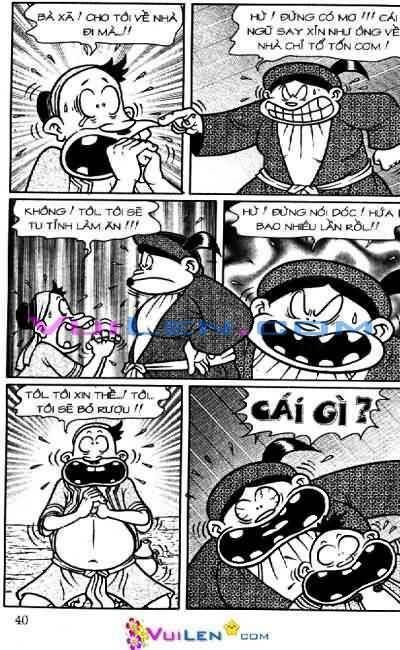 BÀ XÃ! CHO TÔI VỀ NHÀ
ĐI MÀ..!!
HỪ! ĐỪNG CÓ MƠ!!! CÁI
NGỮ SAY XỈN NHƯ ÔNG VỀ
NHÀ CHỈ TỔ TỐN CƠM!
KHÔNG! TÔI.. TÔI SẼ
TU TỈNH LÀM ĂN!!!
HỪ! ĐỪNG NÓI DÓC! HỨA
BAO NHIÊU LẦN RỒI..!!
VUILEN.COM
TÔI.. TÔI XIN THỀ..! TÔI..
TÔI SẼ BỎ RƯỢU!!
CÁI GÌ?
40
VUILEN.COM